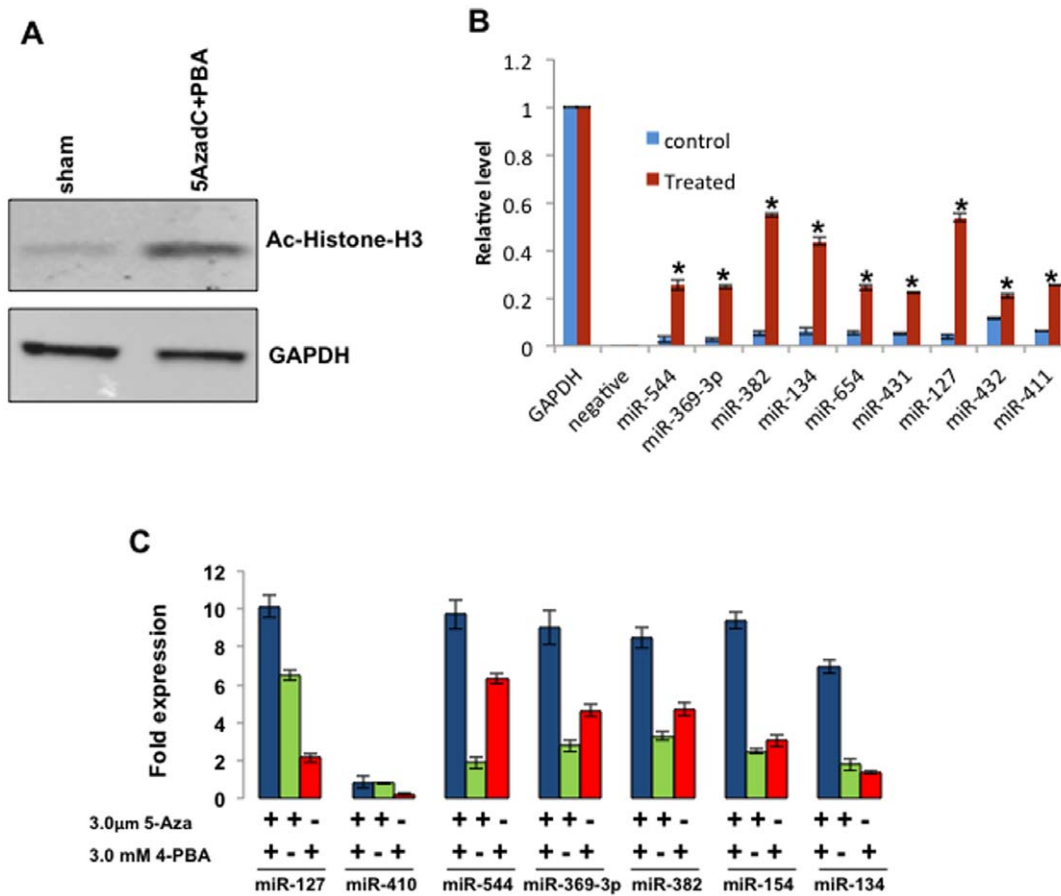 A
sham
5AzadC+PBA
Ac-Histone-H3
GAPDH
B
1.2
1
0.8
0.6
0.4
0.2
0
Relative level
control
Treated
* * * * * * * * *
GAPDH
negative
miR-544
miR-369-3p
miR-382
miR-134
miR-654
miR-431
miR-127
miR-432
miR-411
C
12
10
8
6
4
2
0
Fold expression
3.0μm 5-Aza + + - + + - + + - + + - + + - + + - + + -
3.0 mM 4-PBA + - + + - + + - + + - + + - + + - + + - +
miR-127 miR-410 miR-544 miR-369-3p miR-382 miR-154 miR-134